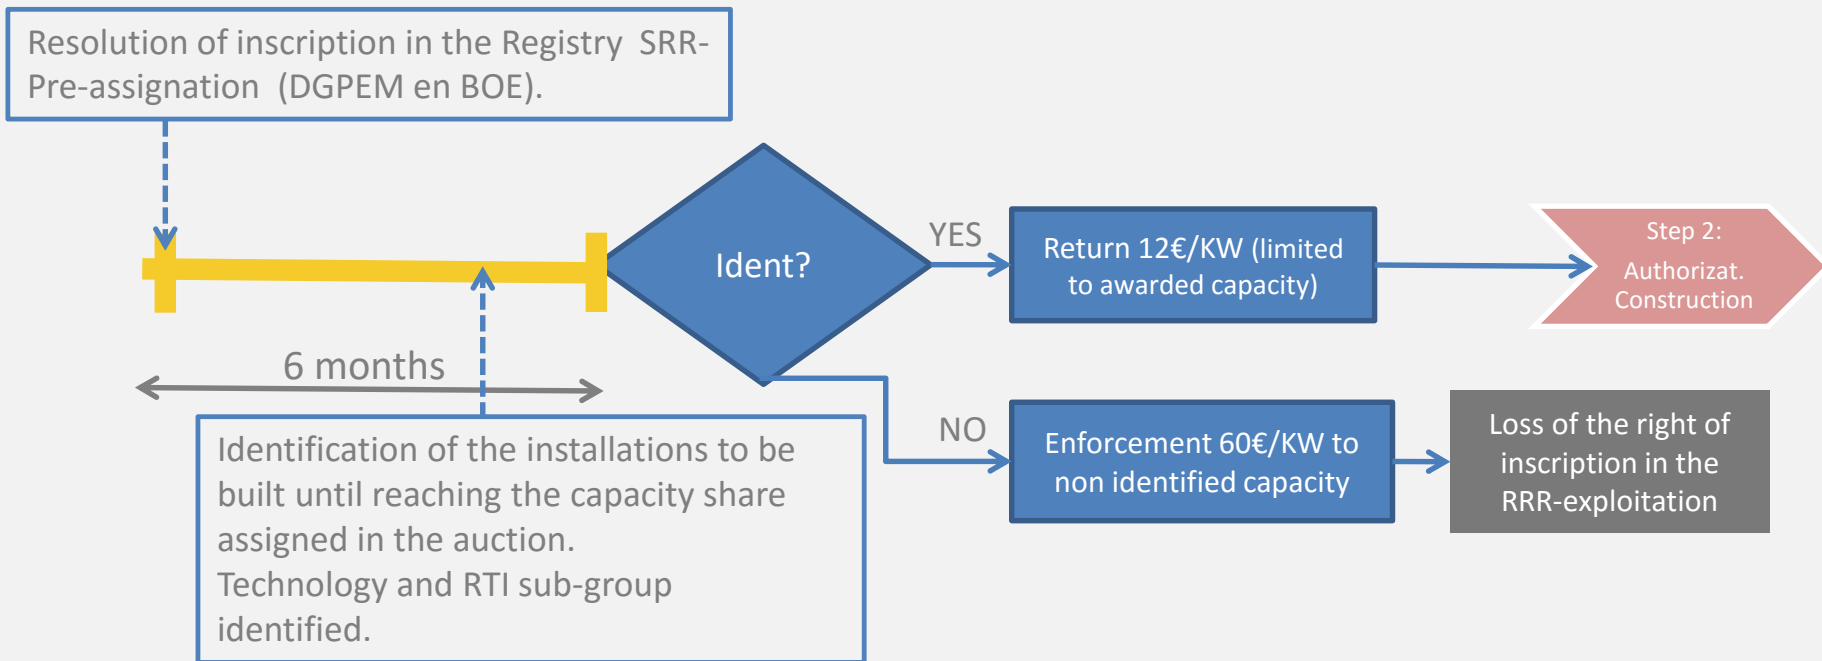 Resolution of inscription in the Registry SRR-
Pre-assignation (DGPEM en BOE).
Ident?
YES
Return 12€/KW (limited
to awarded capacity)
Step 2:
Authorizat.
Construction
6 months
Identification of the installations to be
built until reaching the capacity share
assigned in the auction.
Technology and RTI sub-group
identified.
NO
Enforcement 60€/KW to
non identified capacity
Loss of the right of
inscription in the
RRR-exploitation